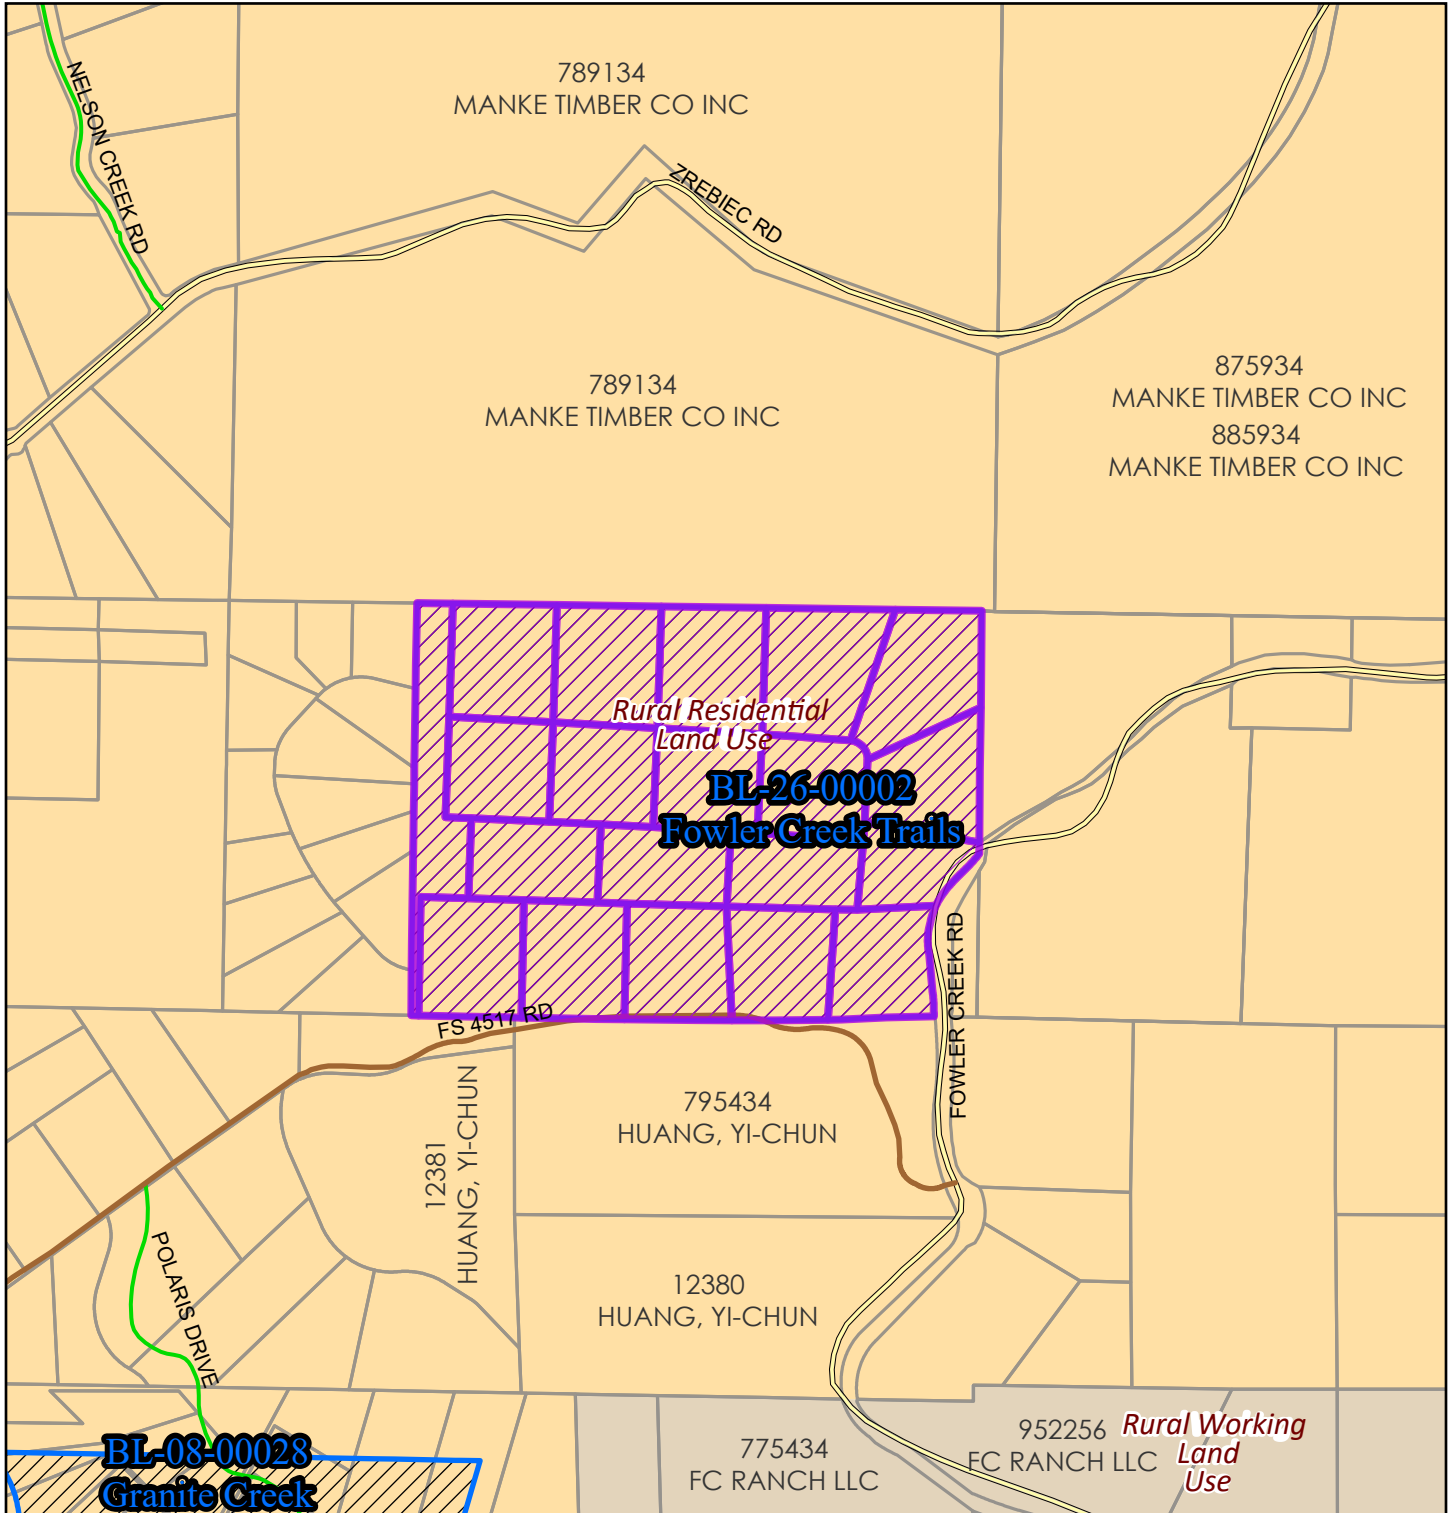 789134
MANKE TIMBER CO INC
NELSON CREEK RD
ZREBIEC RD
789134
MANKE TIMBER CO INC
875934
MANKE TIMBER CO INC
885934
MANKE TIMBER CO INC
Rural Residential
Land Use
BL-26-00002
Fowler Creek Trails
FOWLER CREEK RD
FS 4517 RD
12381
HUANG, YI-CHUN
795434
HUANG, YI-CHUN
12380
HUANG, YI-CHUN
POLARIS DRIVE
BL-08-00028
Granite Creek
775434
FC RANCH LLC
952256
FC RANCH LLC
Rural Working
Land
Use